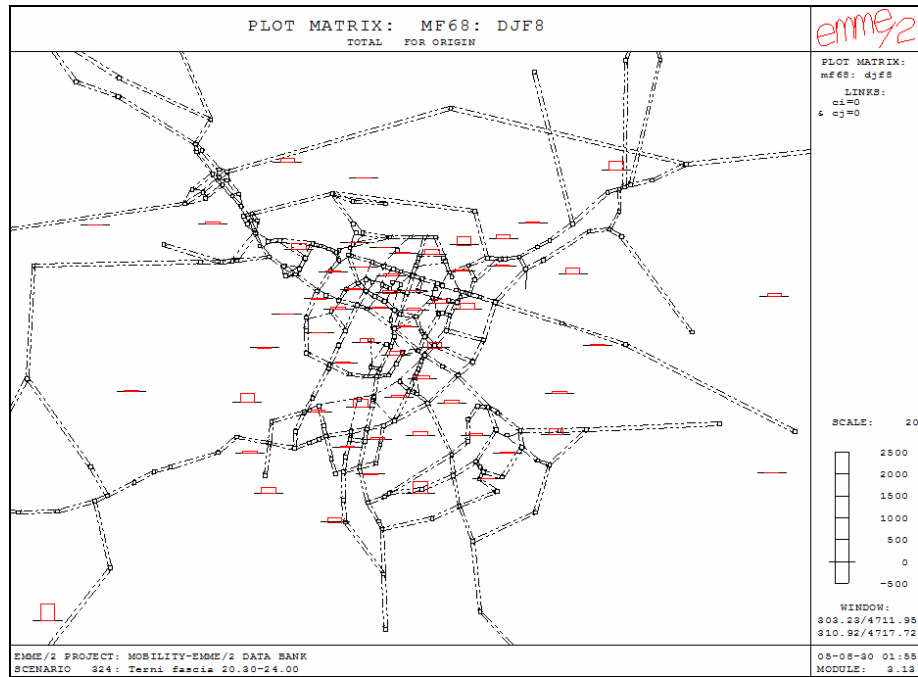 PLOT MATRIX: MF68: DJF8
TOTAL FOR ORIGIN
emme/2
PLOT MATRIX:
mf68: djf8
LINKS:
ci=0
& cj=0
SCALE: 20
2500
2000
1500
1000
500
0
-500
WINDOW:
303.23/4711.95
310.92/4717.72
EMME/2 PROJECT: MOBILITY-EMME/2 DATA BANK
SCENARIO 324: Terni fascia 20.30-24.00
05-08-30 01:55
MODULE: 3.13